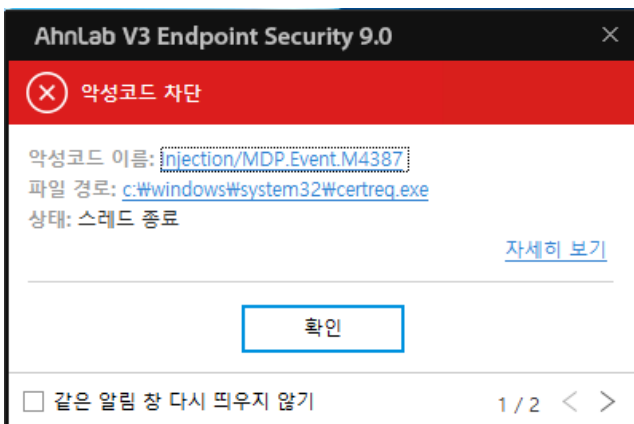 AhnLab V3 Endpoint Security 9.0
악성코드 차단
악성코드 이름: Injection/MDP.Event.M4387
파일 경로: c:₩windows₩system32₩certreq.exe
상태: 스레드 종료
자세히 보기
확인
같은 알림 창 다시 띄우지 않기
1 / 2